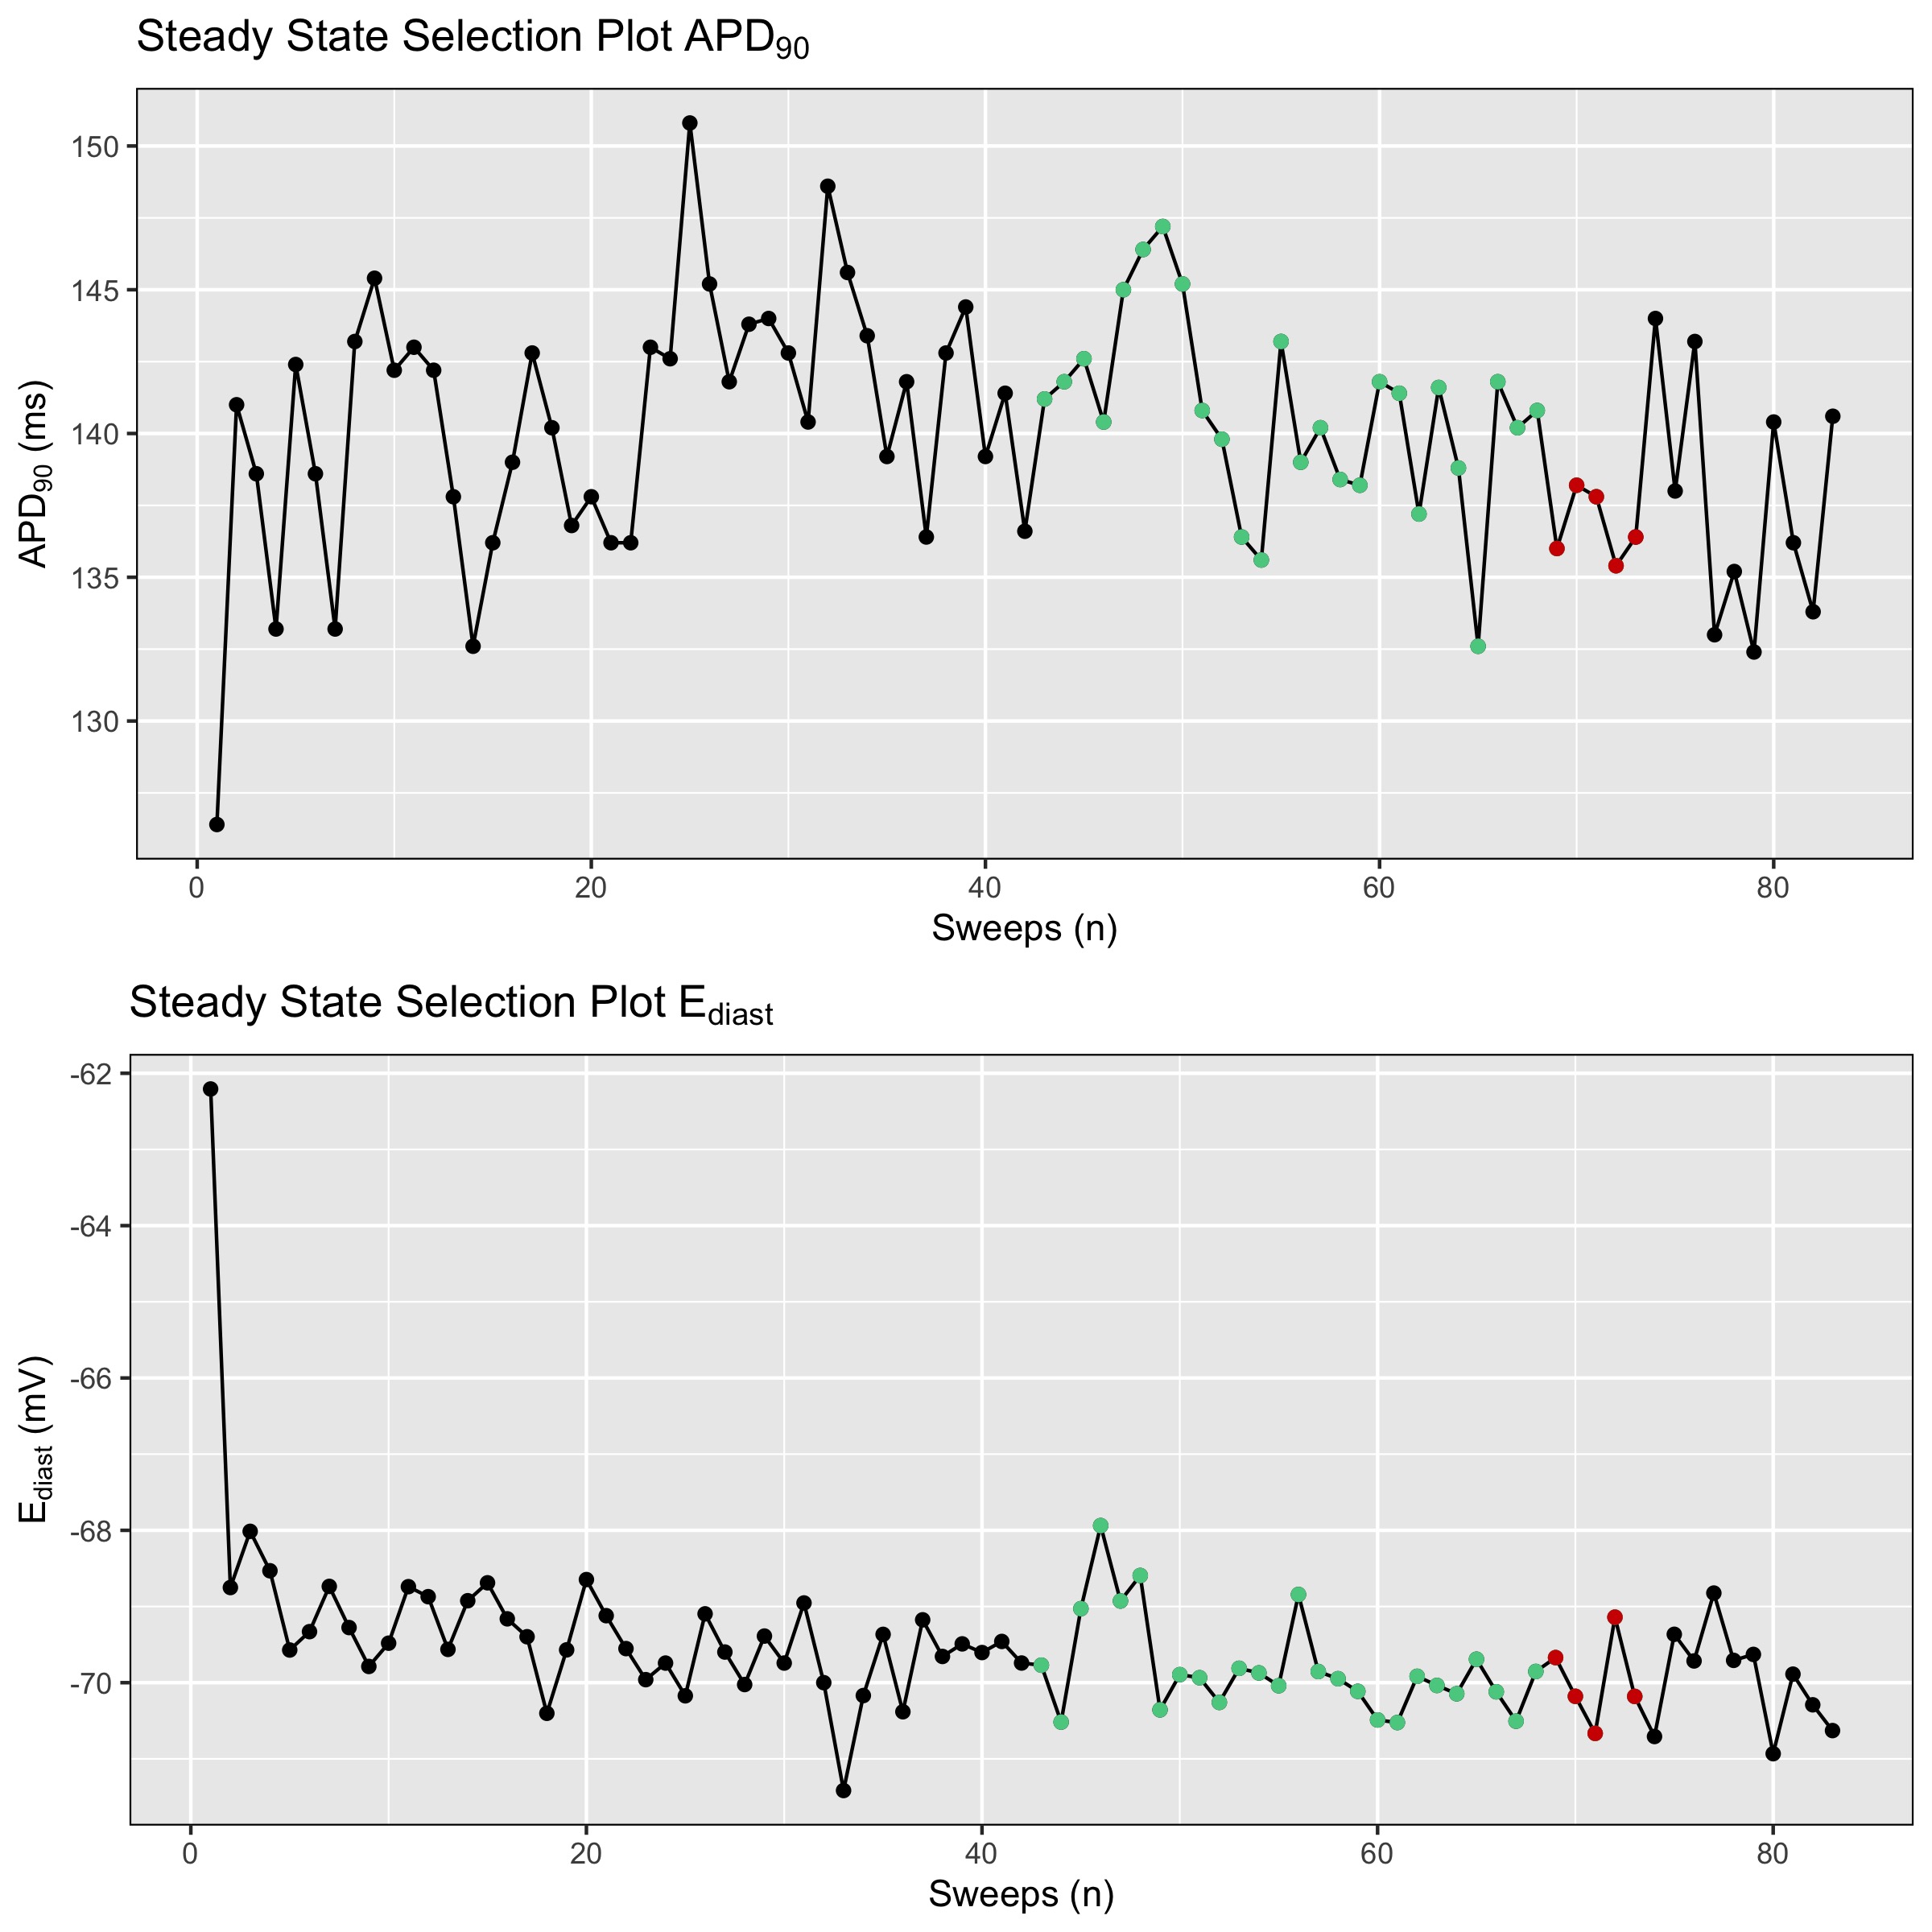 Steady State Selection Plot APD90
150
145
140
135
130
APD90 (ms)
0 20 40 60 80
Sweeps (n)
Steady State Selection Plot Ediast
-62
-64
-66
-68
-70
Ediast (mV)
0 20 40 60 80
Sweeps (n)